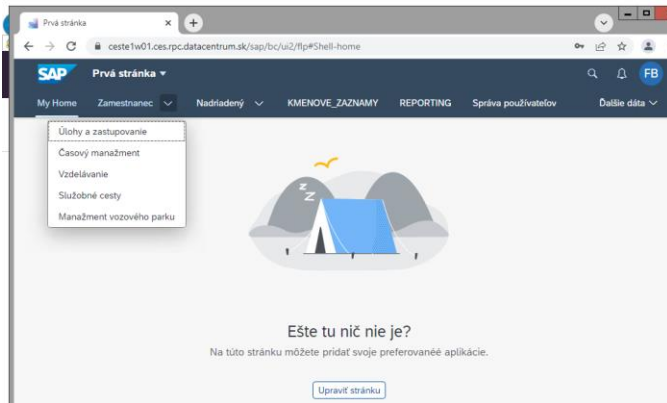 Prvá stránka
ceste1w01.ces.rpc.datacentrum.sk/sap/bc/ui2/flp#Shell-home
SAP Prvá stránka FB
My Home Zamestnanec Nadriadený KMENOVE_ZAZNAMY REPORTING Správa používateľov Ďalšie dáta
Úlohy a zastupovanie
Časový manažment
Vzdelávanie
Služobné cesty
Manažment vozového parku
z
z
Ešte tu nič nie je?
Na túto stránku môžete pridať svoje preferovanéé aplikácie.
Upraviť stránku